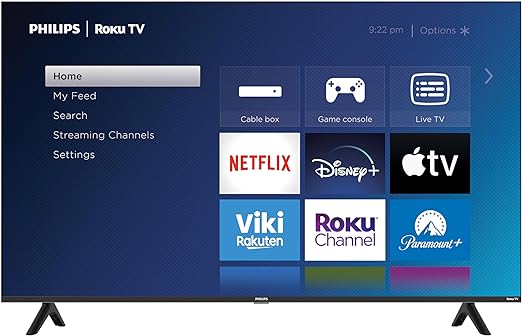 PHILIPS | Roku TV
9:22 pm | Options
Home
My Feed
Search
Streaming Channels
Settings
Cable box
Game console
Live TV
NETFLIX
Disney+
tv
Viki
Rakuten
Roku
Channel
Paramount+
PHILIPS
Roku TV